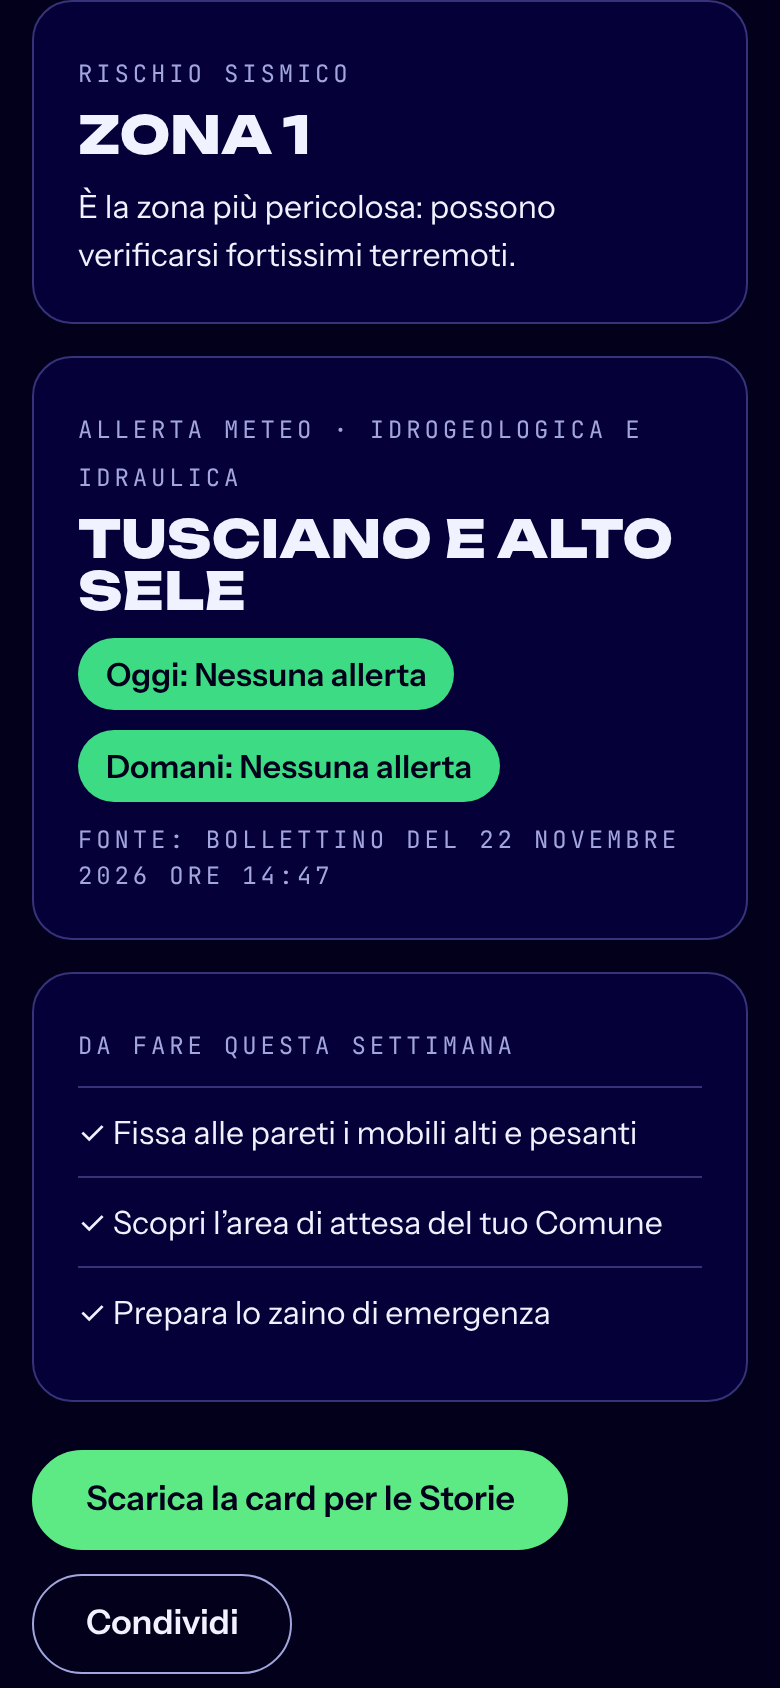 RISCHIO SISMICO
ZONA 1
È la zona più pericolosa: possono
verificarsi fortissimi terremoti.
ALLERTA METEO · IDROGEOLOGICA E
IDRAULICA
TUSCIANO E ALTO
SELE
Oggi: Nessuna allerta
Domani: Nessuna allerta
FONTE: BOLLETTINO DEL 22 NOVEMBRE
2026 ORE 14:47
DA FARE QUESTA SETTIMANA
✓ Fissa alle pareti i mobili alti e pesanti
✓ Scopri l’area di attesa del tuo Comune
✓ Prepara lo zaino di emergenza
Scarica la card per le Storie
Condividi